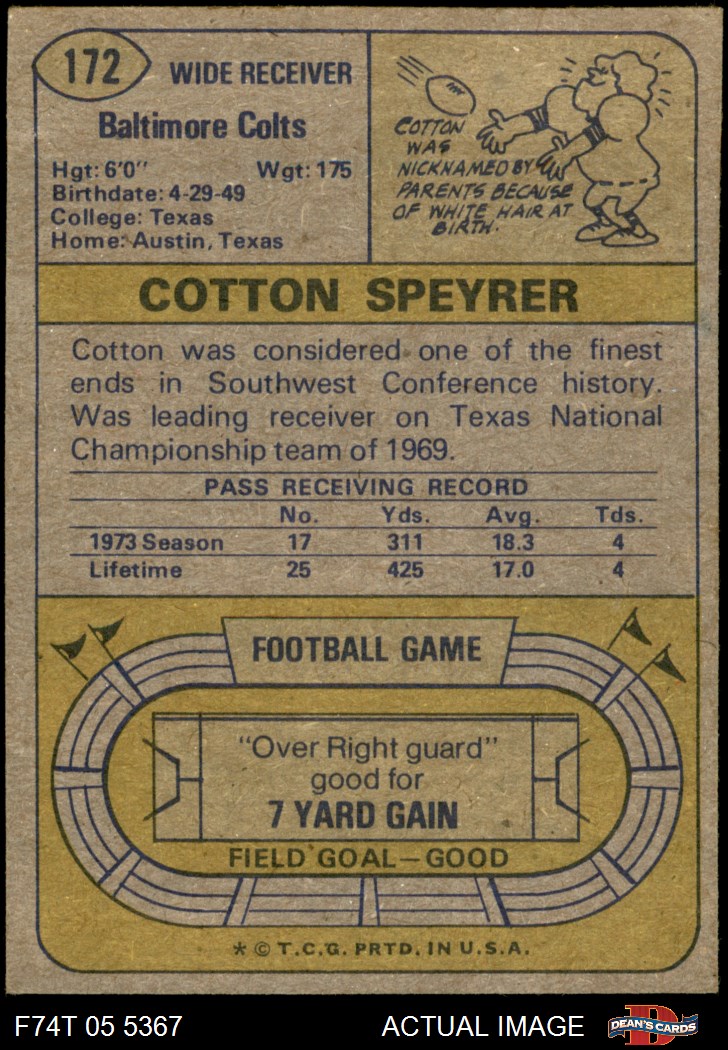 172
WIDE RECEIVER
Baltimore Colts
Hgt: 6'0" Wgt: 175
Birthdate: 4-29-49
College: Texas
Home: Austin, Texas
COTTON
WAS
NICKNAMED BY
PARENTS BECAUSE
OF WHITE HAIR AT
BIRTH.
COTTON SPEYRER
Cotton was considered one of the finest
ends in Southwest Conference history.
Was leading receiver on Texas National
Championship team of 1969.
PASS RECEIVING RECORD
No. Yds. Avg. Tds.
1973 Season 17 311 18.3 4
Lifetime 25 425 17.0 4
FOOTBALL GAME
"Over Right guard"
good for
7 YARD GAIN
FIELD GOAL—GOOD
* © T.C.G. PRTD. IN U.S.A.
F74T 05 5367 ACTUAL IMAGE
D
DEAN'S CARDS